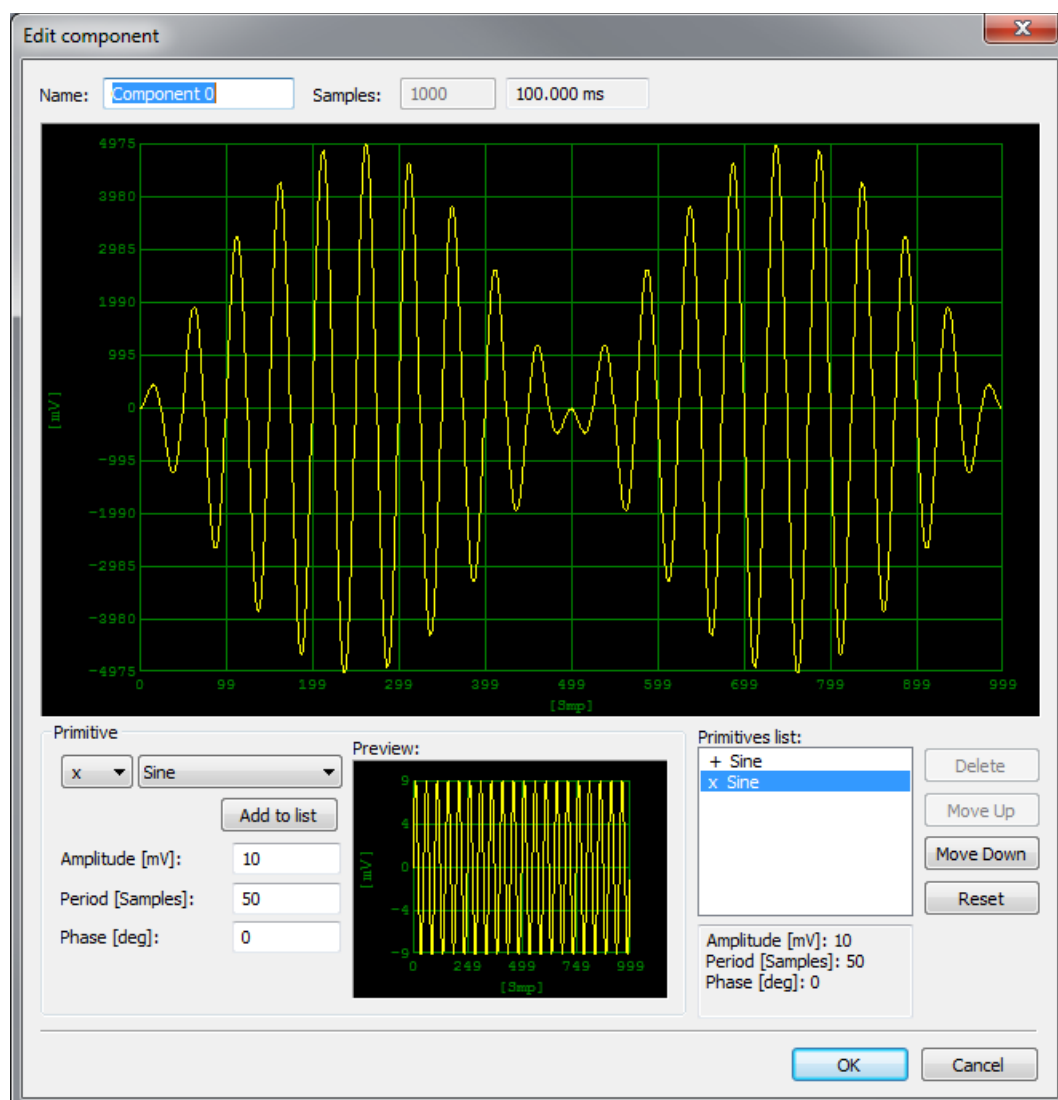 Edit component
Name: Component 0 Samples: 1000 100.000 ms
4975
3980
2985
1990
995
0
-995
-1990
-2985
-3980
-4975
[mV]
0 99 199 299 399 499 599 699 799 899 999
[Smp]
Primitive
x Sine
Add to list
Amplitude [mV]: 10
Period [Samples]: 50
Phase [deg]: 0
Preview:
9
4
0
-4
-9
[mV]
0 249 499 749 999
[Smp]
Primitives list:
+ Sine
x Sine
Delete
Move Up
Move Down
Reset
Amplitude [mV]: 10
Period [Samples]: 50
Phase [deg]: 0
OK Cancel